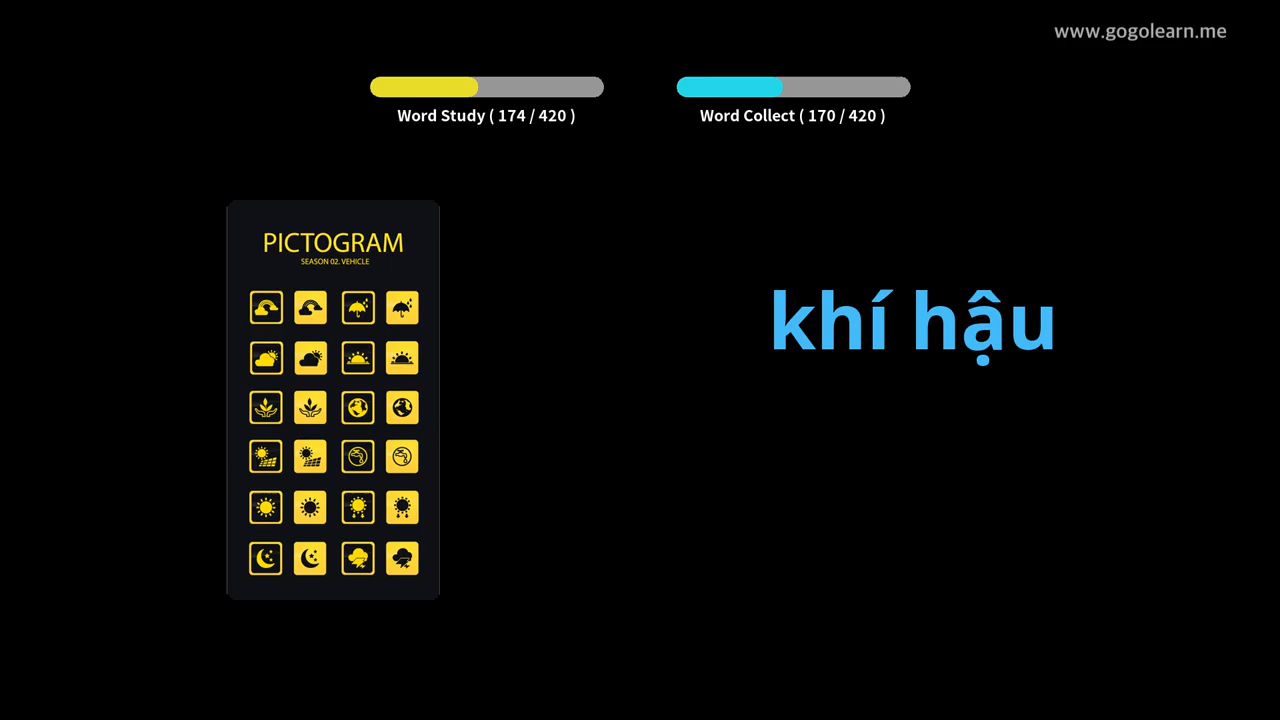 www.gogolearn.me
Word Study ( 174 / 420 )
Word Collect ( 170 / 420 )
PICTOGRAM
SEASON 02. VEHICLE
khí hậu